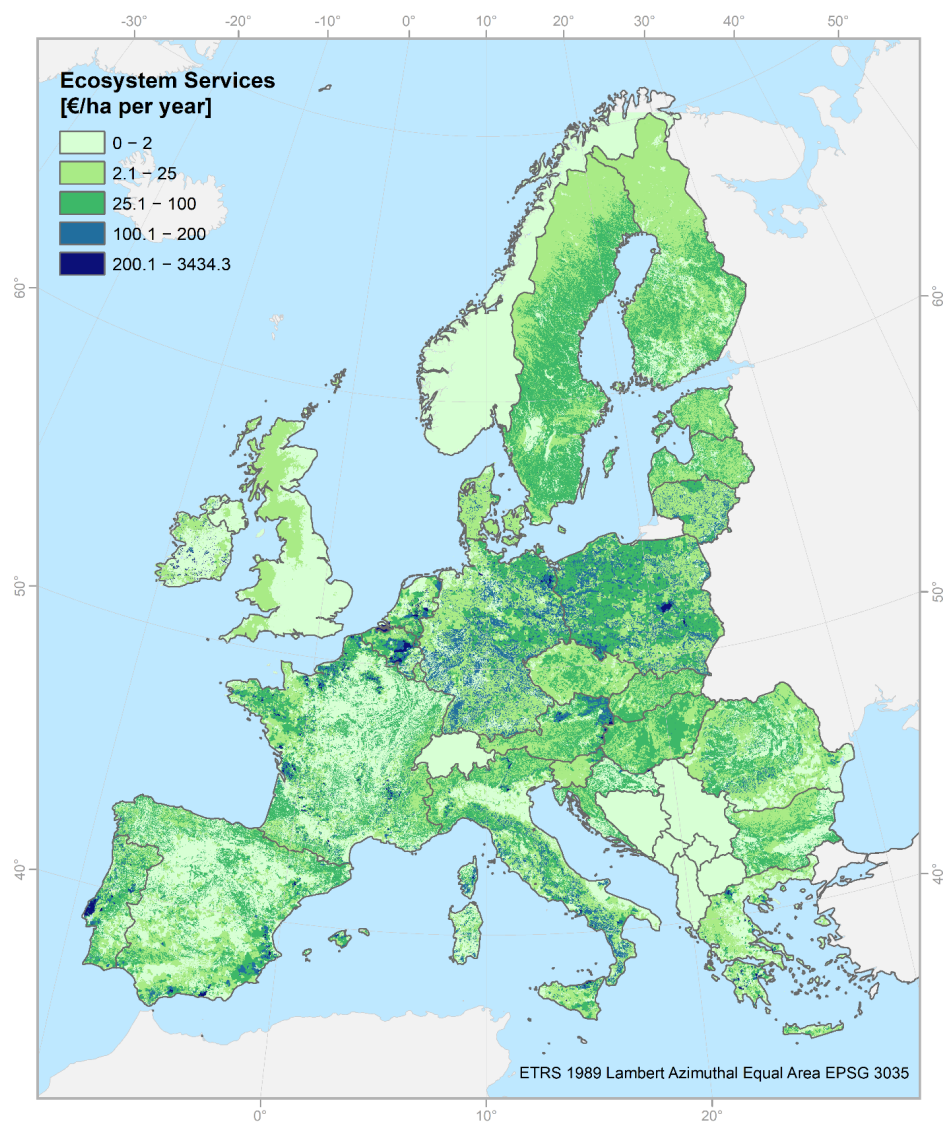 -30° -20° -10° 0° 10° 20° 30° 40° 50°
Ecosystem Services
[€/ha per year]
0 – 2
2.1 – 25
25.1 – 100
100.1 – 200
200.1 – 3434.3
60° 60°
50° 50°
40° 40°
ETRS 1989 Lambert Azimuthal Equal Area EPSG 3035
0° 10° 20°